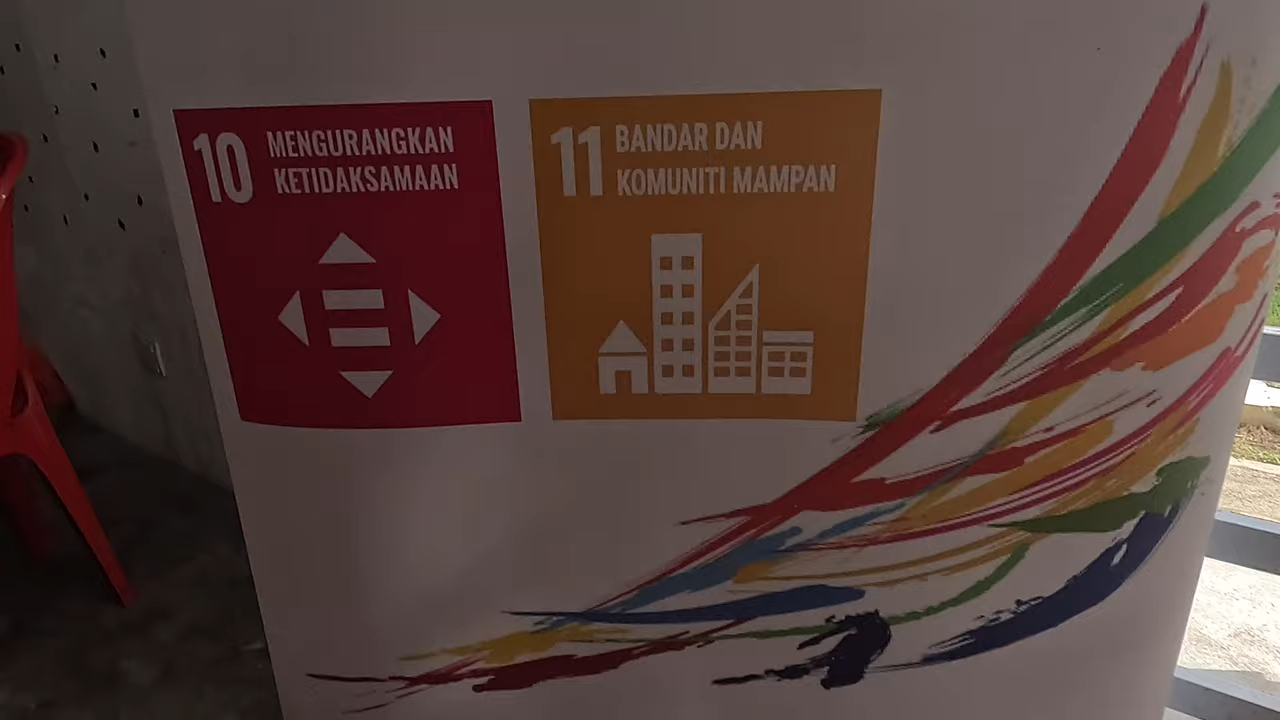 10
MENGURANGKAN
KETIDAKSAMAAN
11
BANDAR DAN
KOMUNITI MAMPAN